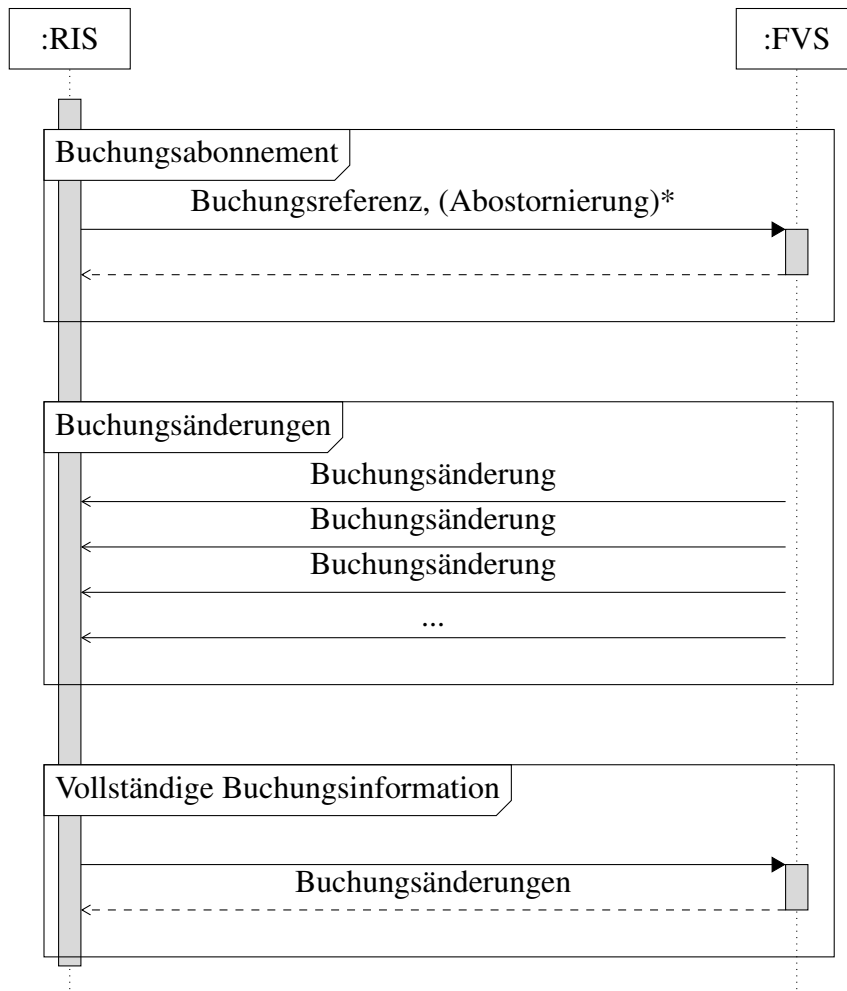 :RIS
:FVS
Buchungsabonnement
Buchungsreferenz, (Abostornierung)*
Buchungsänderungen
Buchungsänderung
Buchungsänderung
Buchungsänderung
...
Vollständige Buchungsinformation
Buchungsänderungen